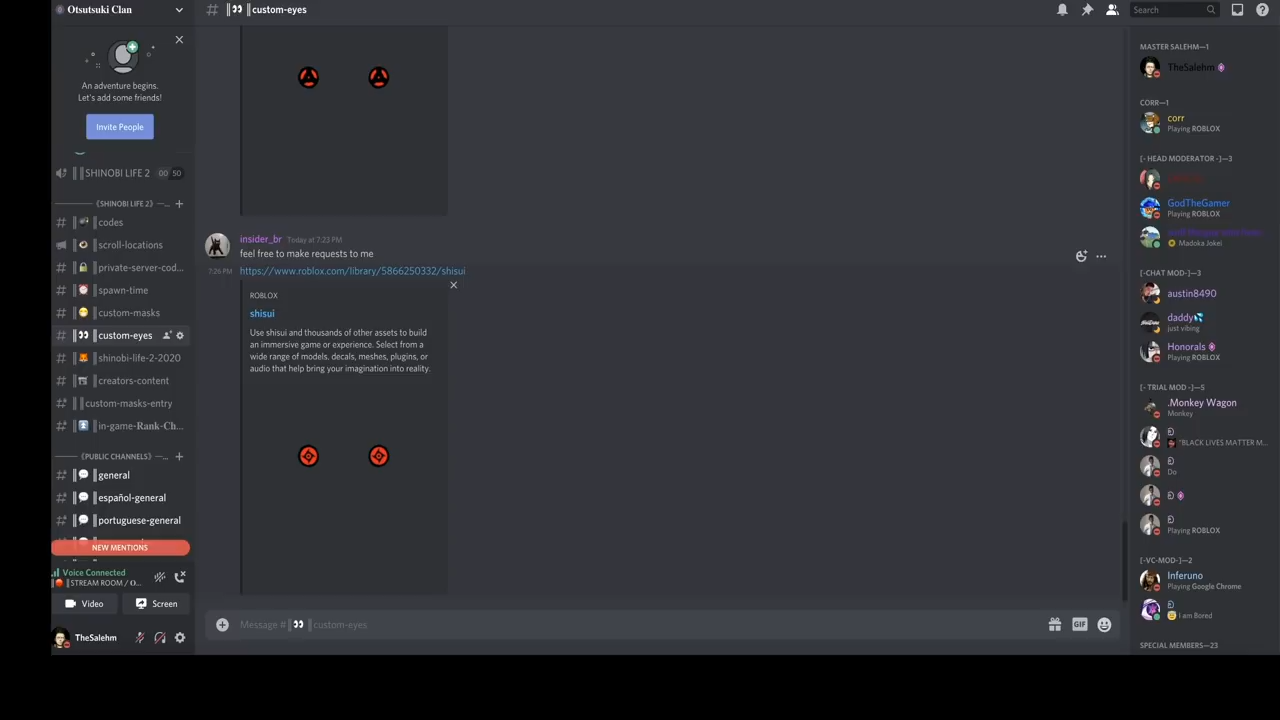 Otsutsuki Clan
An adventure begins.
Let's add some friends!
Invite People
SHINOBI LIFE 2 00 50
《SHINOBI LIFE 2》—...
codes
scroll-locations
private-server-cod...
spawn-time
custom-masks
custom-eyes
shinobi-life-2-2020
creators-content
custom-masks-entry
in-game-𝐑𝐚𝐧𝐤-𝐂𝐡...
《PUBLIC CHANNELS》—...
general
español-general
portuguese-general
NEW MENTIONS
Voice Connected
STREAM ROOM / O...
Video
Screen
TheSalehm
custom-eyes
Search
insider_br Today at 7:23 PM
feel free to make requests to me
7:26 PM https://www.roblox.com/library/5866250332/shisui
ROBLOX
shisui
Use shisui and thousands of other assets to build
an immersive game or experience. Select from a
wide range of models, decals, meshes, plugins, or
audio that help bring your imagination into reality.
Message # custom-eyes
GIF
MASTER SALEHM—1
TheSalehm
CORR—1
corr
Playing ROBLOX
[- HEAD MODERATOR -]—3
GodTheGamer
Playing ROBLOX
Madoka Jokei
[-CHAT MOD-]—3
austin8490
daddy
just vibing
Honorals
Playing ROBLOX
[- TRIAL MOD -]—5
.Monkey Wagon
Monkey
"BLACK LIVES MATTER M...
Do
Playing ROBLOX
[-VC-MOD-]—2
Inferuno
Playing Google Chrome
I am Bored
SPECIAL MEMBERS—23